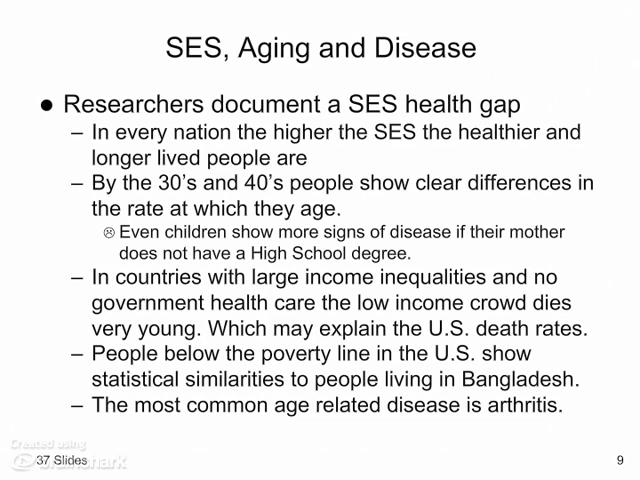 SES, Aging and Disease
● Researchers document a SES health gap
– In every nation the higher the SES the healthier and
longer lived people are
– By the 30's and 40's people show clear differences in
the rate at which they age.
☹ Even children show more signs of disease if their mother
does not have a High School degree.
– In countries with large income inequalities and no
government health care the low income crowd dies
very young. Which may explain the U.S. death rates.
– People below the poverty line in the U.S. show
statistical similarities to people living in Bangladesh.
– The most common age related disease is arthritis.
Created using
brainshark
37 Slides
9